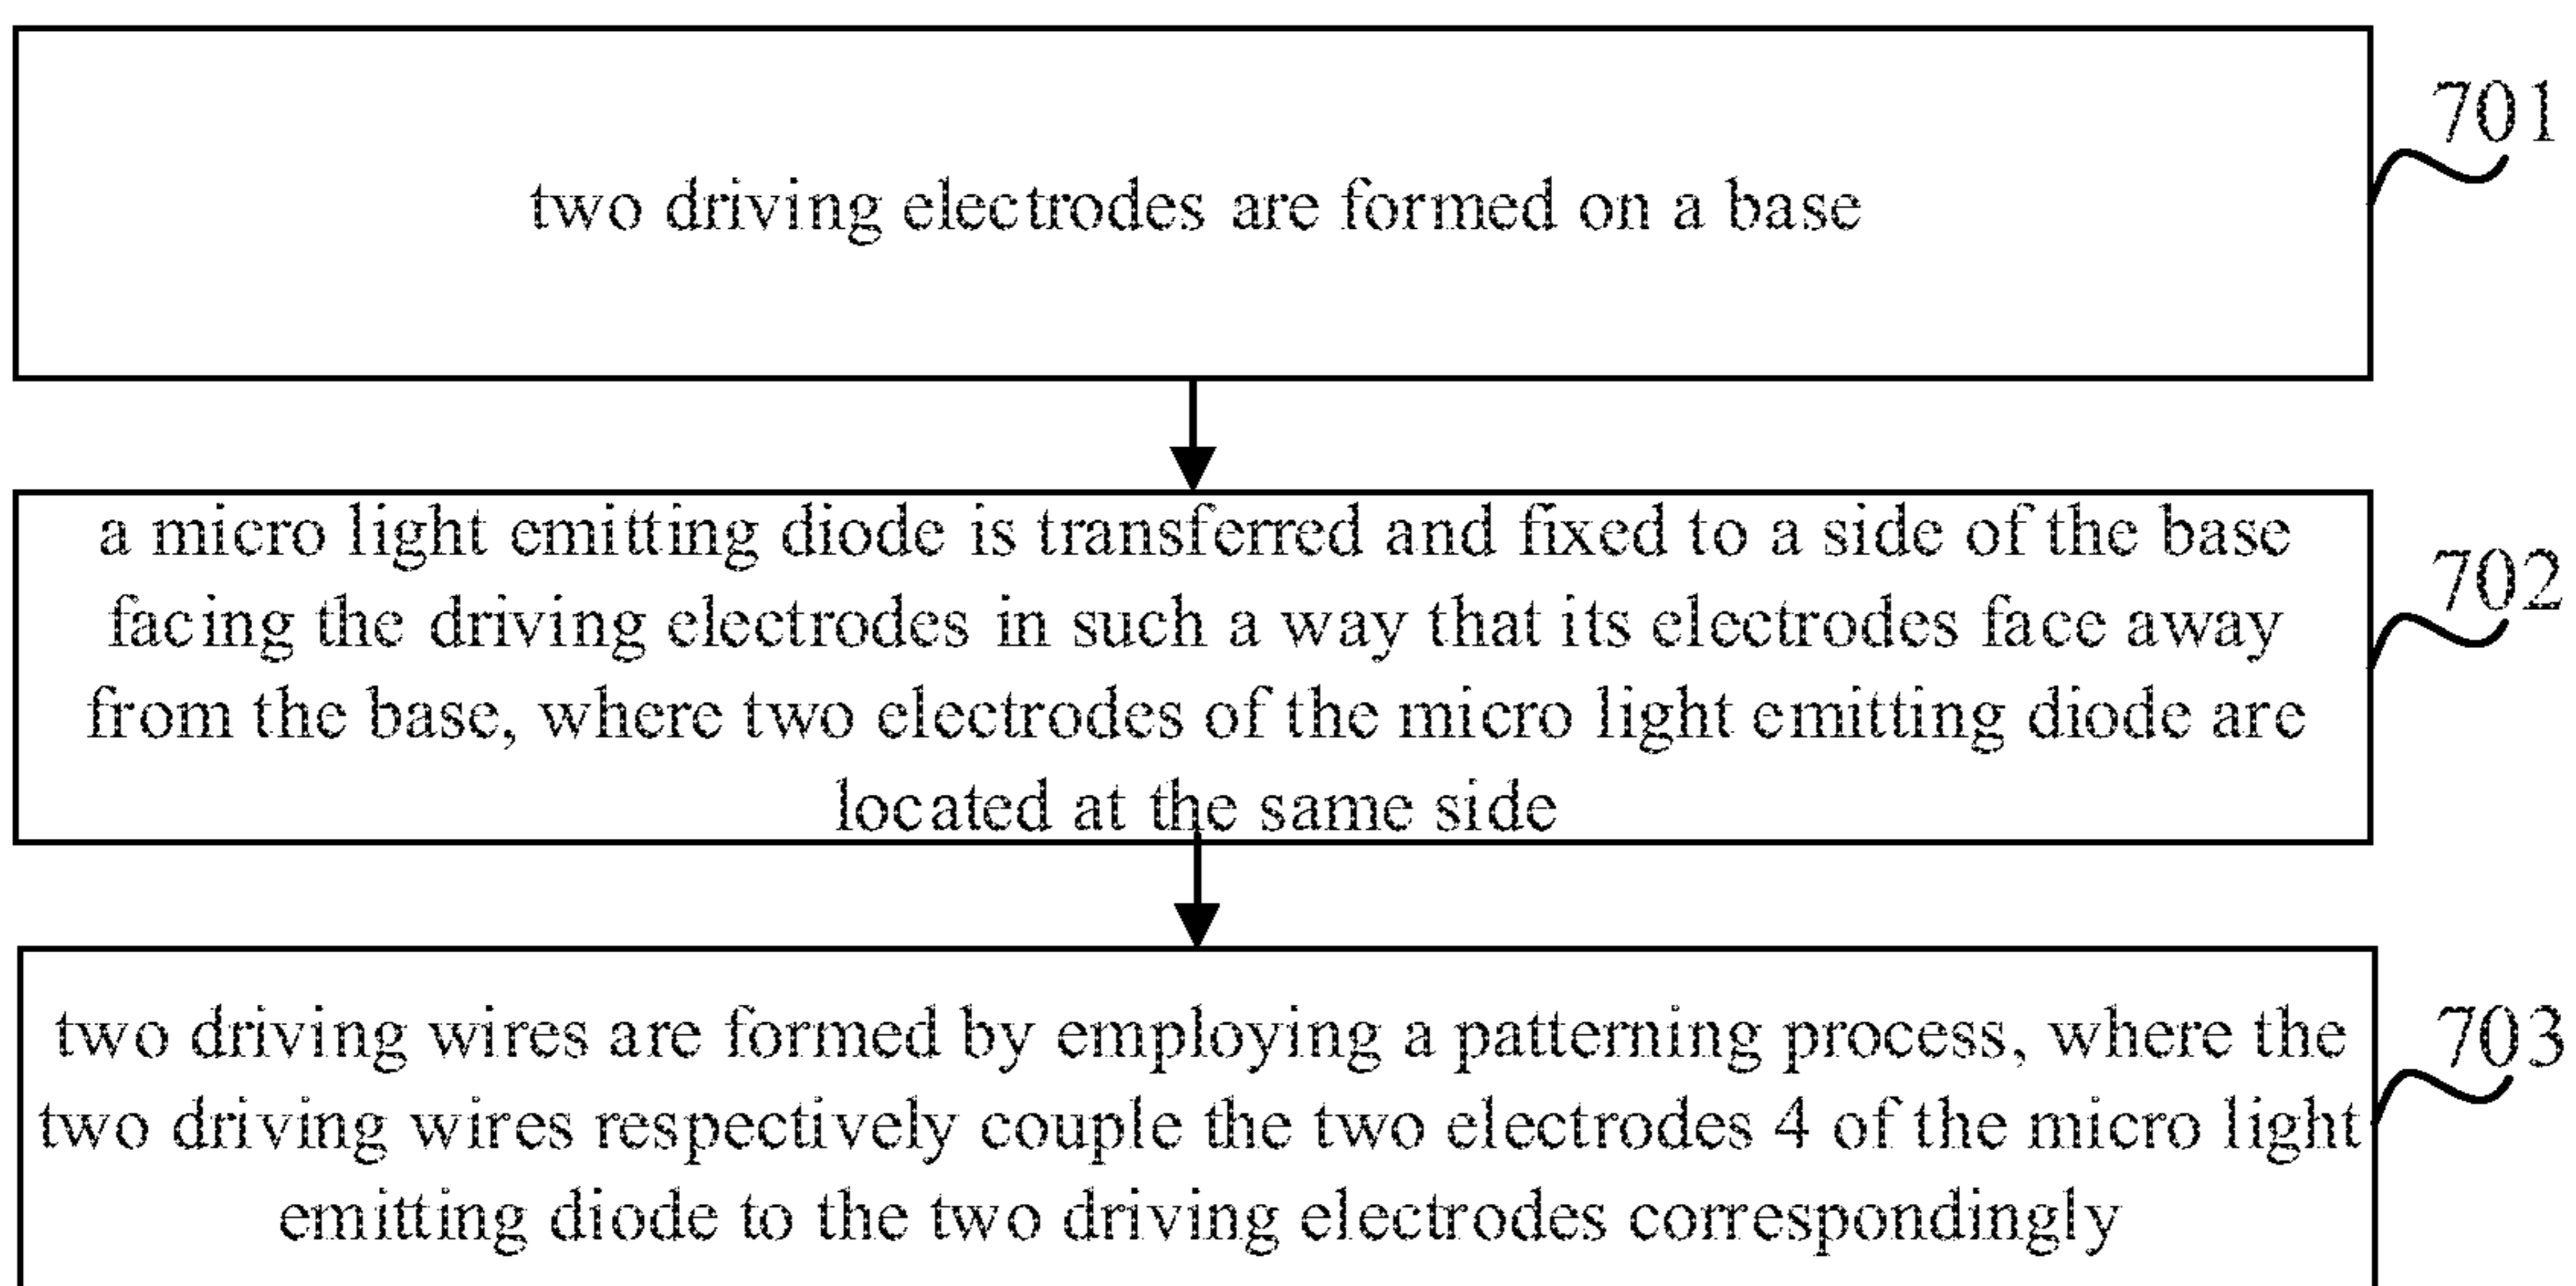 701
two driving electrodes are formed on a base
a micro light emitting diode is transferred and fixed to a side of the base
702
facing the driving electrodes in such a way that its electrodes face away
from the base, where two electrodes of the micro light emitting diode are
located at the same side
703
two driving wires are formed by employing a patterning process, where the
two driving wires respectively couple the two electrodes 4 of the micro light
emitting diode to the two driving electrodes correspondingly